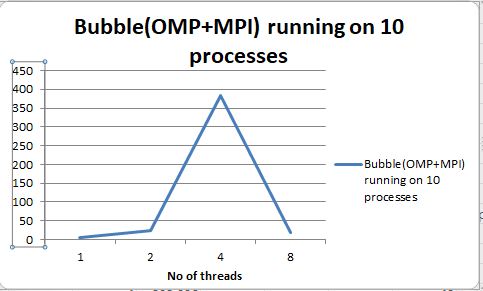 Bubble(OMP+MPI) running on 10
processes
450
400
350
300
250
200
150
100
50
0
1 2 4 8
No of threads
Bubble(OMP+MPI)
running on 10
processes